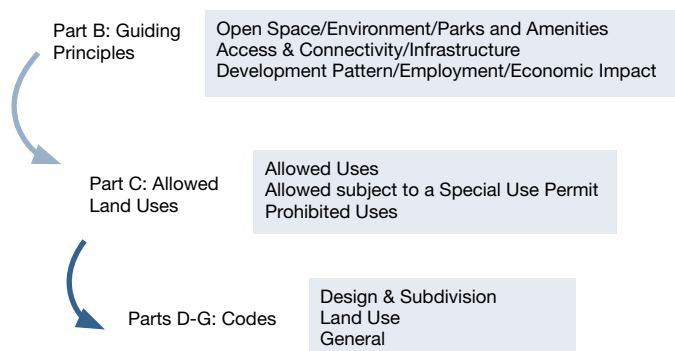 Part B: Guiding
Principles
Open Space/Environment/Parks and Amenities
Access & Connectivity/Infrastructure
Development Pattern/Employment/Economic Impact
Part C: Allowed
Land Uses
Allowed Uses
Allowed subject to a Special Use Permit
Prohibited Uses
Parts D-G: Codes
Design & Subdivision
Land Use
General